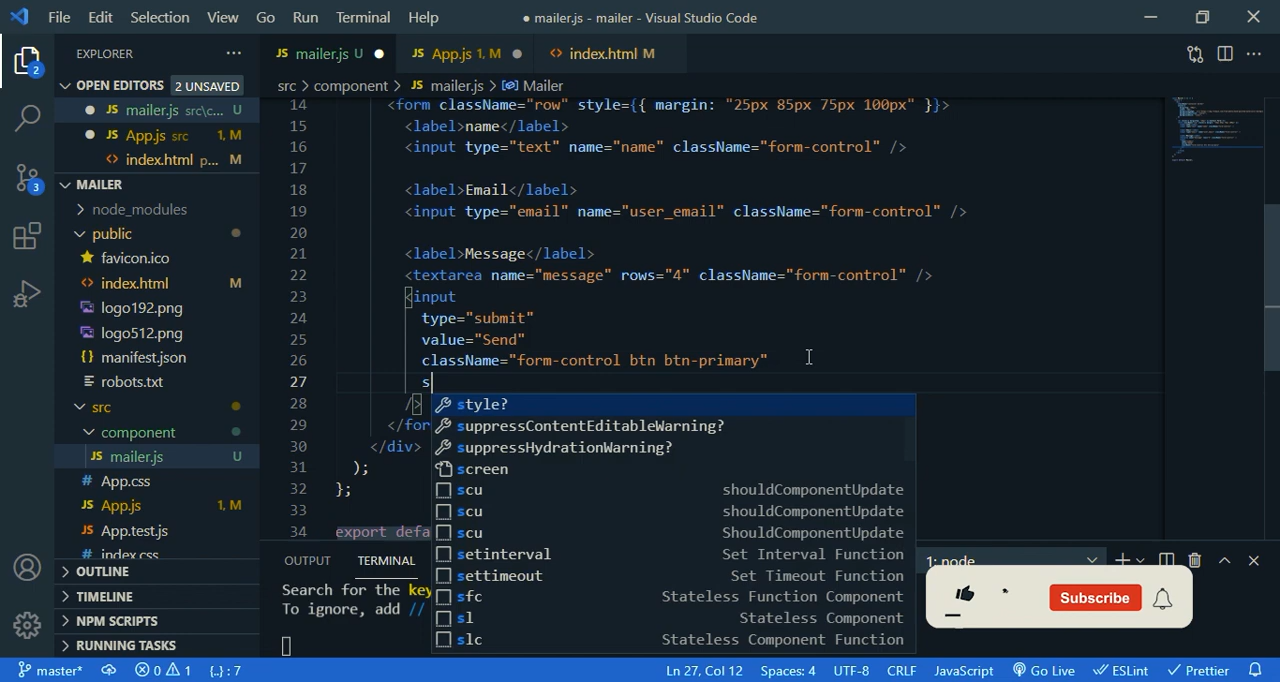 File Edit Selection View Go Run Terminal Help ● mailer.js - mailer - Visual Studio Code
EXPLORER ···
JS mailer.js U ● JS App.js 1, M ● <> index.html M
OPEN EDITORS 2 UNSAVED
src > component > JS mailer.js > Mailer
● JS mailer.js src\c... U
● JS App.js src 1, M
<> index.html p... M
MAILER
node_modules
public
favicon.ico
<> index.html M
logo192.png
logo512.png
{} manifest.json
robots.txt
src
component
JS mailer.js U
# App.css
JS App.js 1, M
JS App.test.js
# index.css
OUTLINE
TIMELINE
NPM SCRIPTS
RUNNING TASKS
2
3
14 <form className="row" style={{ margin: "25px 85px 75px 100px" }}>
15 <label>name</label>
16 <input type="text" name="name" className="form-control" />
17
18 <label>Email</label>
19 <input type="email" name="user_email" className="form-control" />
20
21 <label>Message</label>
22 <textarea name="message" rows="4" className="form-control" />
23 <input
24 type="submit"
25 value="Send"
26 className="form-control btn btn-primary"
27 s
28 />
29 </for
30 </div>
31 );
32 };
33
34 export defa
style?
suppressContentEditableWarning?
suppressHydrationWarning?
screen
scu shouldComponentUpdate
scu shouldComponentUpdate
scu ShouldComponentUpdate
setinterval Set Interval Function
settimeout Set Timeout Function
sfc Stateless Function Component
sl Stateless Component
slc Stateless Component Function
OUTPUT TERMINAL 1: node
Search for the key
To ignore, add //
Subscribe
master* 0 1 {..} : 7 Ln 27, Col 12 Spaces: 4 UTF-8 CRLF JavaScript Go Live ESLint Prettier